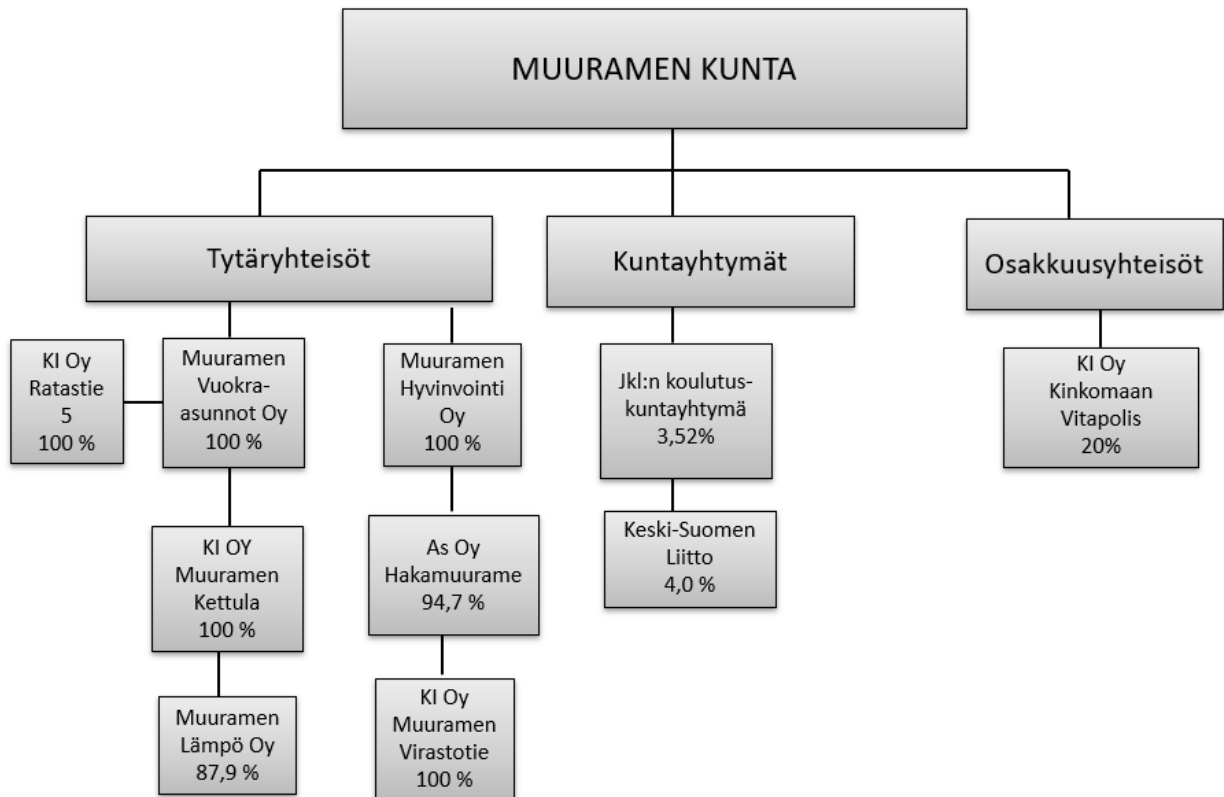 MUURAMEN KUNTA
Tytäryhteisöt
Kuntayhtymät
Osakkuusyhteisöt
KI Oy
Ratastie
5
100 %
Muuramen
Vuokra-
asunnot Oy
100 %
Muuramen
Hyvinvointi
Oy
100 %
Jkl:n koulutus-
kuntayhtymä
3,52%
KI Oy
Kinkomaan
Vitapolis
20%
KI OY
Muuramen
Kettula
100 %
As Oy
Hakamuurame
94,7 %
Keski-Suomen
Liitto
4,0 %
Muuramen
Lämpö Oy
87,9 %
KI Oy
Muuramen
Virastotie
100 %